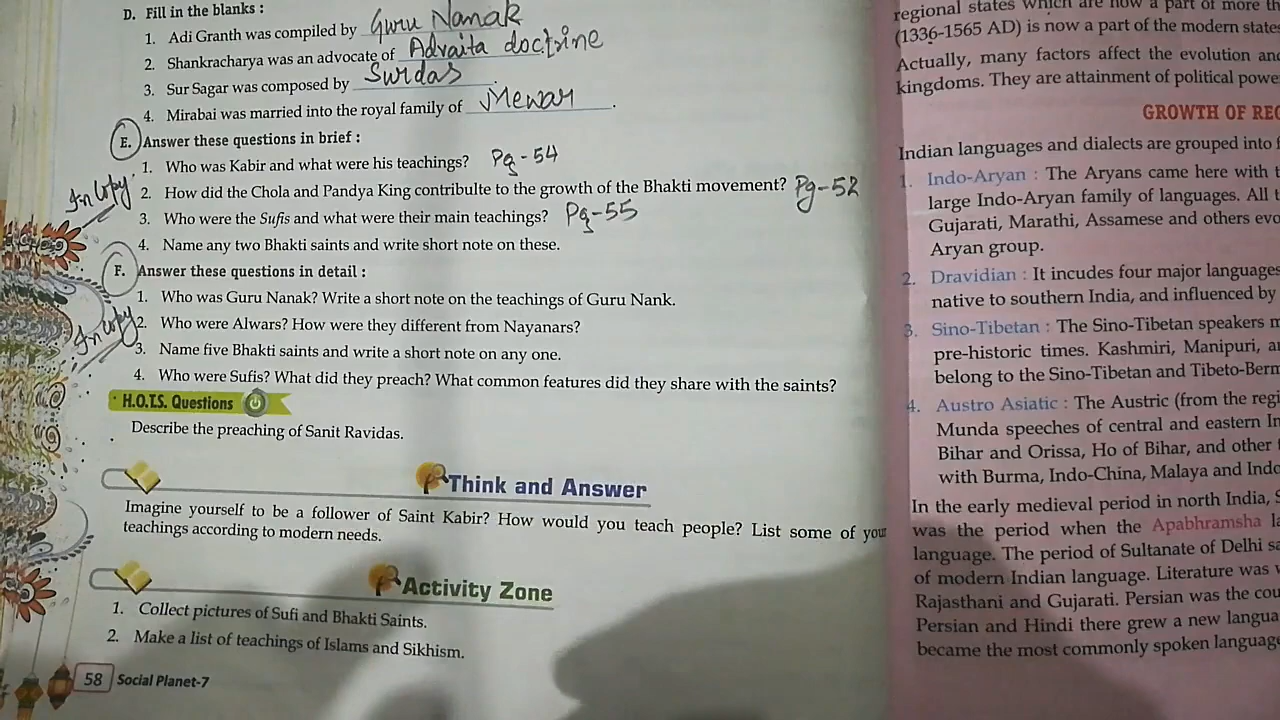 D. Fill in the blanks :
1. Adi Granth was compiled by Guru Nanak
2. Shankracharya was an advocate of Advaita doctrine
3. Sur Sagar was composed by Surdas.
4. Mirabai was married into the royal family of Mewar.
E. Answer these questions in brief :
1. Who was Kabir and what were his teachings? Pg-54
In Copy
2. How did the Chola and Pandya King contribulte to the growth of the Bhakti movement? Pg-52
3. Who were the Sufis and what were their main teachings? Pg-55
4. Name any two Bhakti saints and write short note on these.
F. Answer these questions in detail :
1. Who was Guru Nanak? Write a short note on the teachings of Guru Nank.
In Copy
2. Who were Alwars? How were they different from Nayanars?
3. Name five Bhakti saints and write a short note on any one.
4. Who were Sufis? What did they preach? What common features did they share with the saints?
H.O.T.S. Questions
Describe the preaching of Sanit Ravidas.
Think and Answer
Imagine yourself to be a follower of Saint Kabir? How would you teach people? List some of your
teachings according to modern needs.
Activity Zone
1. Collect pictures of Sufi and Bhakti Saints.
2. Make a list of teachings of Islams and Sikhism.
58 Social Planet-7
regional states which are now a part of more
(1336-1565 AD) is now a part of the modern
Actually, many factors affect the evolution
kingdoms. They are attainment of political
GROWTH OF
Indian languages and dialects are grouped into
1. Indo-Aryan : The Aryans came here with
large Indo-Aryan family of languages. All
Gujarati, Marathi, Assamese and others
Aryan group.
2. Dravidian : It incudes four major languages
native to southern India, and influenced by
3. Sino-Tibetan : The Sino-Tibetan speakers
pre-historic times. Kashmiri, Manipuri,
belong to the Sino-Tibetan and
4. Austro Asiatic : The Austric (from the
Munda speeches of central and eastern
Bihar and Orissa, Ho of Bihar, and other
with Burma, Indo-China, Malaya and
In the early medieval period in north India,
was the period when the Apabhramsha
language. The period of Sultanate of Delhi
of modern Indian language. Literature was
Rajasthani and Gujarati. Persian was the
Persian and Hindi there grew a new
became the most commonly spoken